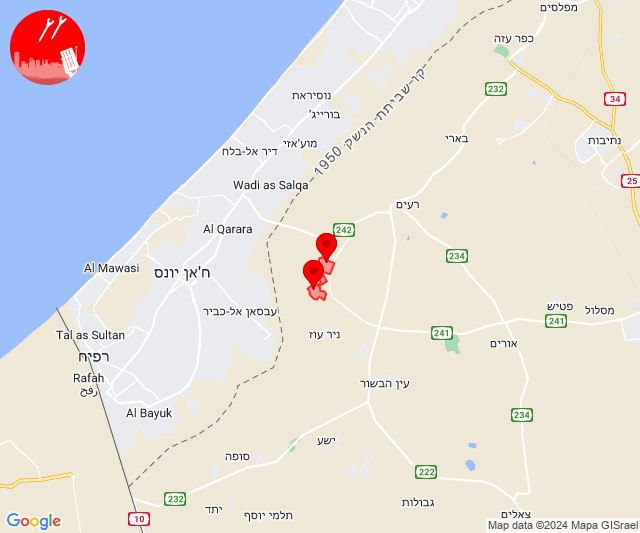 מפלסים
כפר עזה
232
34
נוסיראת
בורייג'
קו שביתת הנשק 1950
נתיבות
מוע'אזי
בארי
דיר אל-בלח
25
Wadi as Salqa
רעים
242
Al Qarara
234
Al Mawasi
ח'אן יונס
עבסאן אל-כביר
פטיש
מסלול
241
241
Tal as Sultan
ניר עוז
אורים
רפיח
Rafah
رفح
עין הבשור
Al Bayuk
234
ישע
סופה
222
232
יתד
תלמי יוסף
גבולות
צאלים
10
Google
Map data ©2024 Mapa GISrael